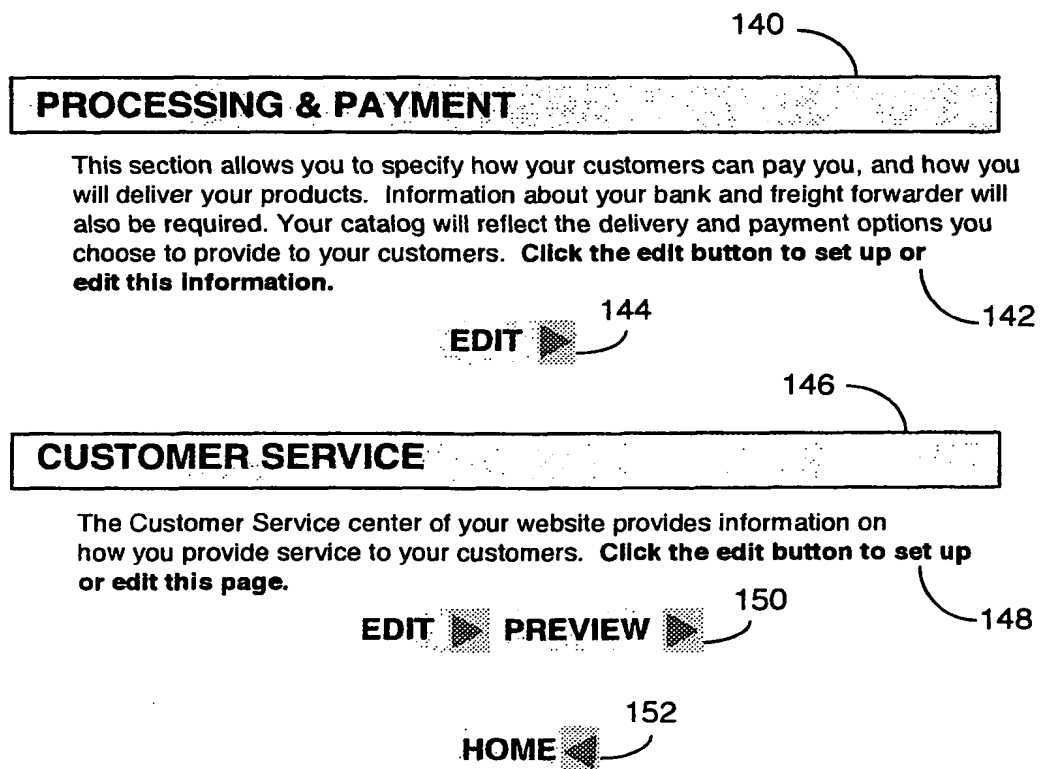 140
PROCESSING & PAYMENT
This section allows you to specify how your customers can pay you, and how you
will deliver your products. Information about your bank and freight forwarder will
also be required. Your catalog will reflect the delivery and payment options you
choose to provide to your customers. Click the edit button to set up or
edit this information.
142
144
EDIT
146
CUSTOMER SERVICE
The Customer Service center of your website provides information on
how you provide service to your customers. Click the edit button to set up
or edit this page.
148
150
EDIT PREVIEW
152
HOME